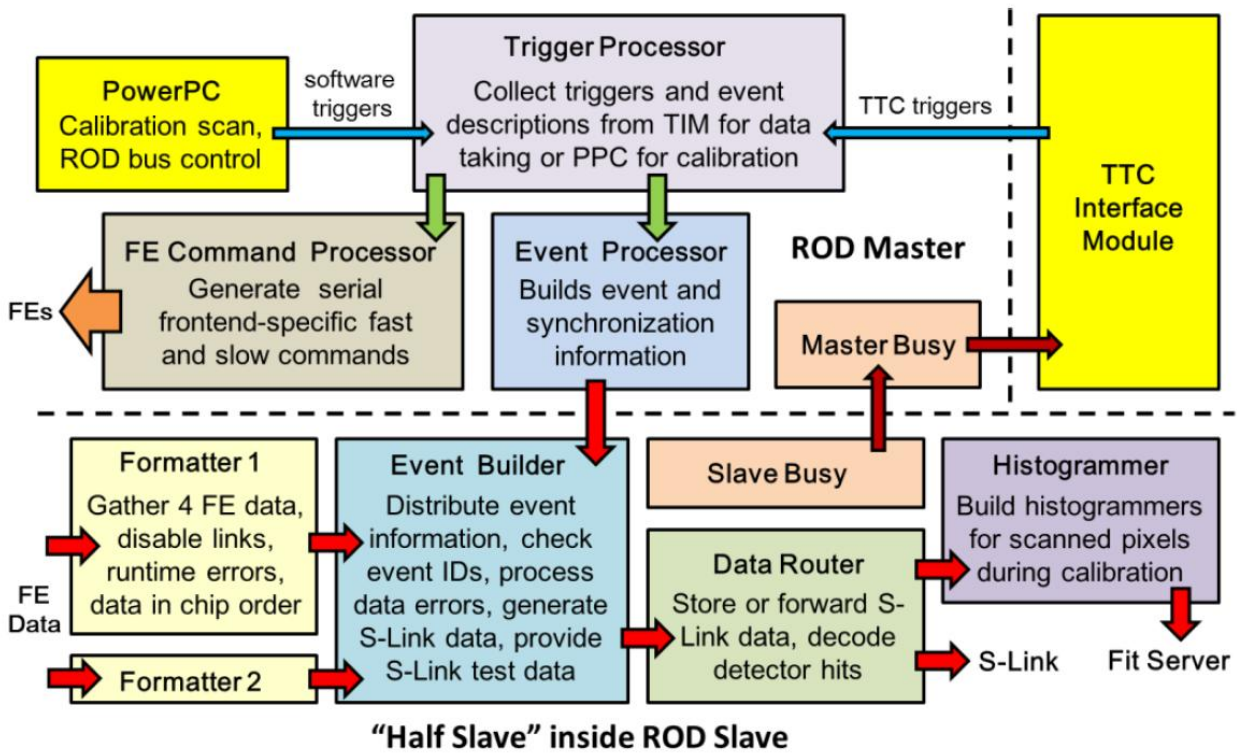 Trigger Processor
Collect triggers and event
descriptions from TIM for data
taking or PPC for calibration
PowerPC
Calibration scan,
ROD bus control
software
triggers
TTC triggers
TTC
Interface
Module
FE Command Processor
Generate serial
frontend-specific fast
and slow commands
FEs
Event Processor
Builds event and
synchronization
information
ROD Master
Master Busy
Formatter 1
Gather 4 FE data,
disable links,
runtime errors,
data in chip order
FE
Data
Formatter 2
Event Builder
Distribute event
information, check
event IDs, process
data errors, generate
S-Link data, provide
S-Link test data
Slave Busy
Data Router
Store or forward S-
Link data, decode
detector hits
Histogrammer
Build histogrammers
for scanned pixels
during calibration
S-Link
Fit Server
“Half Slave” inside ROD Slave